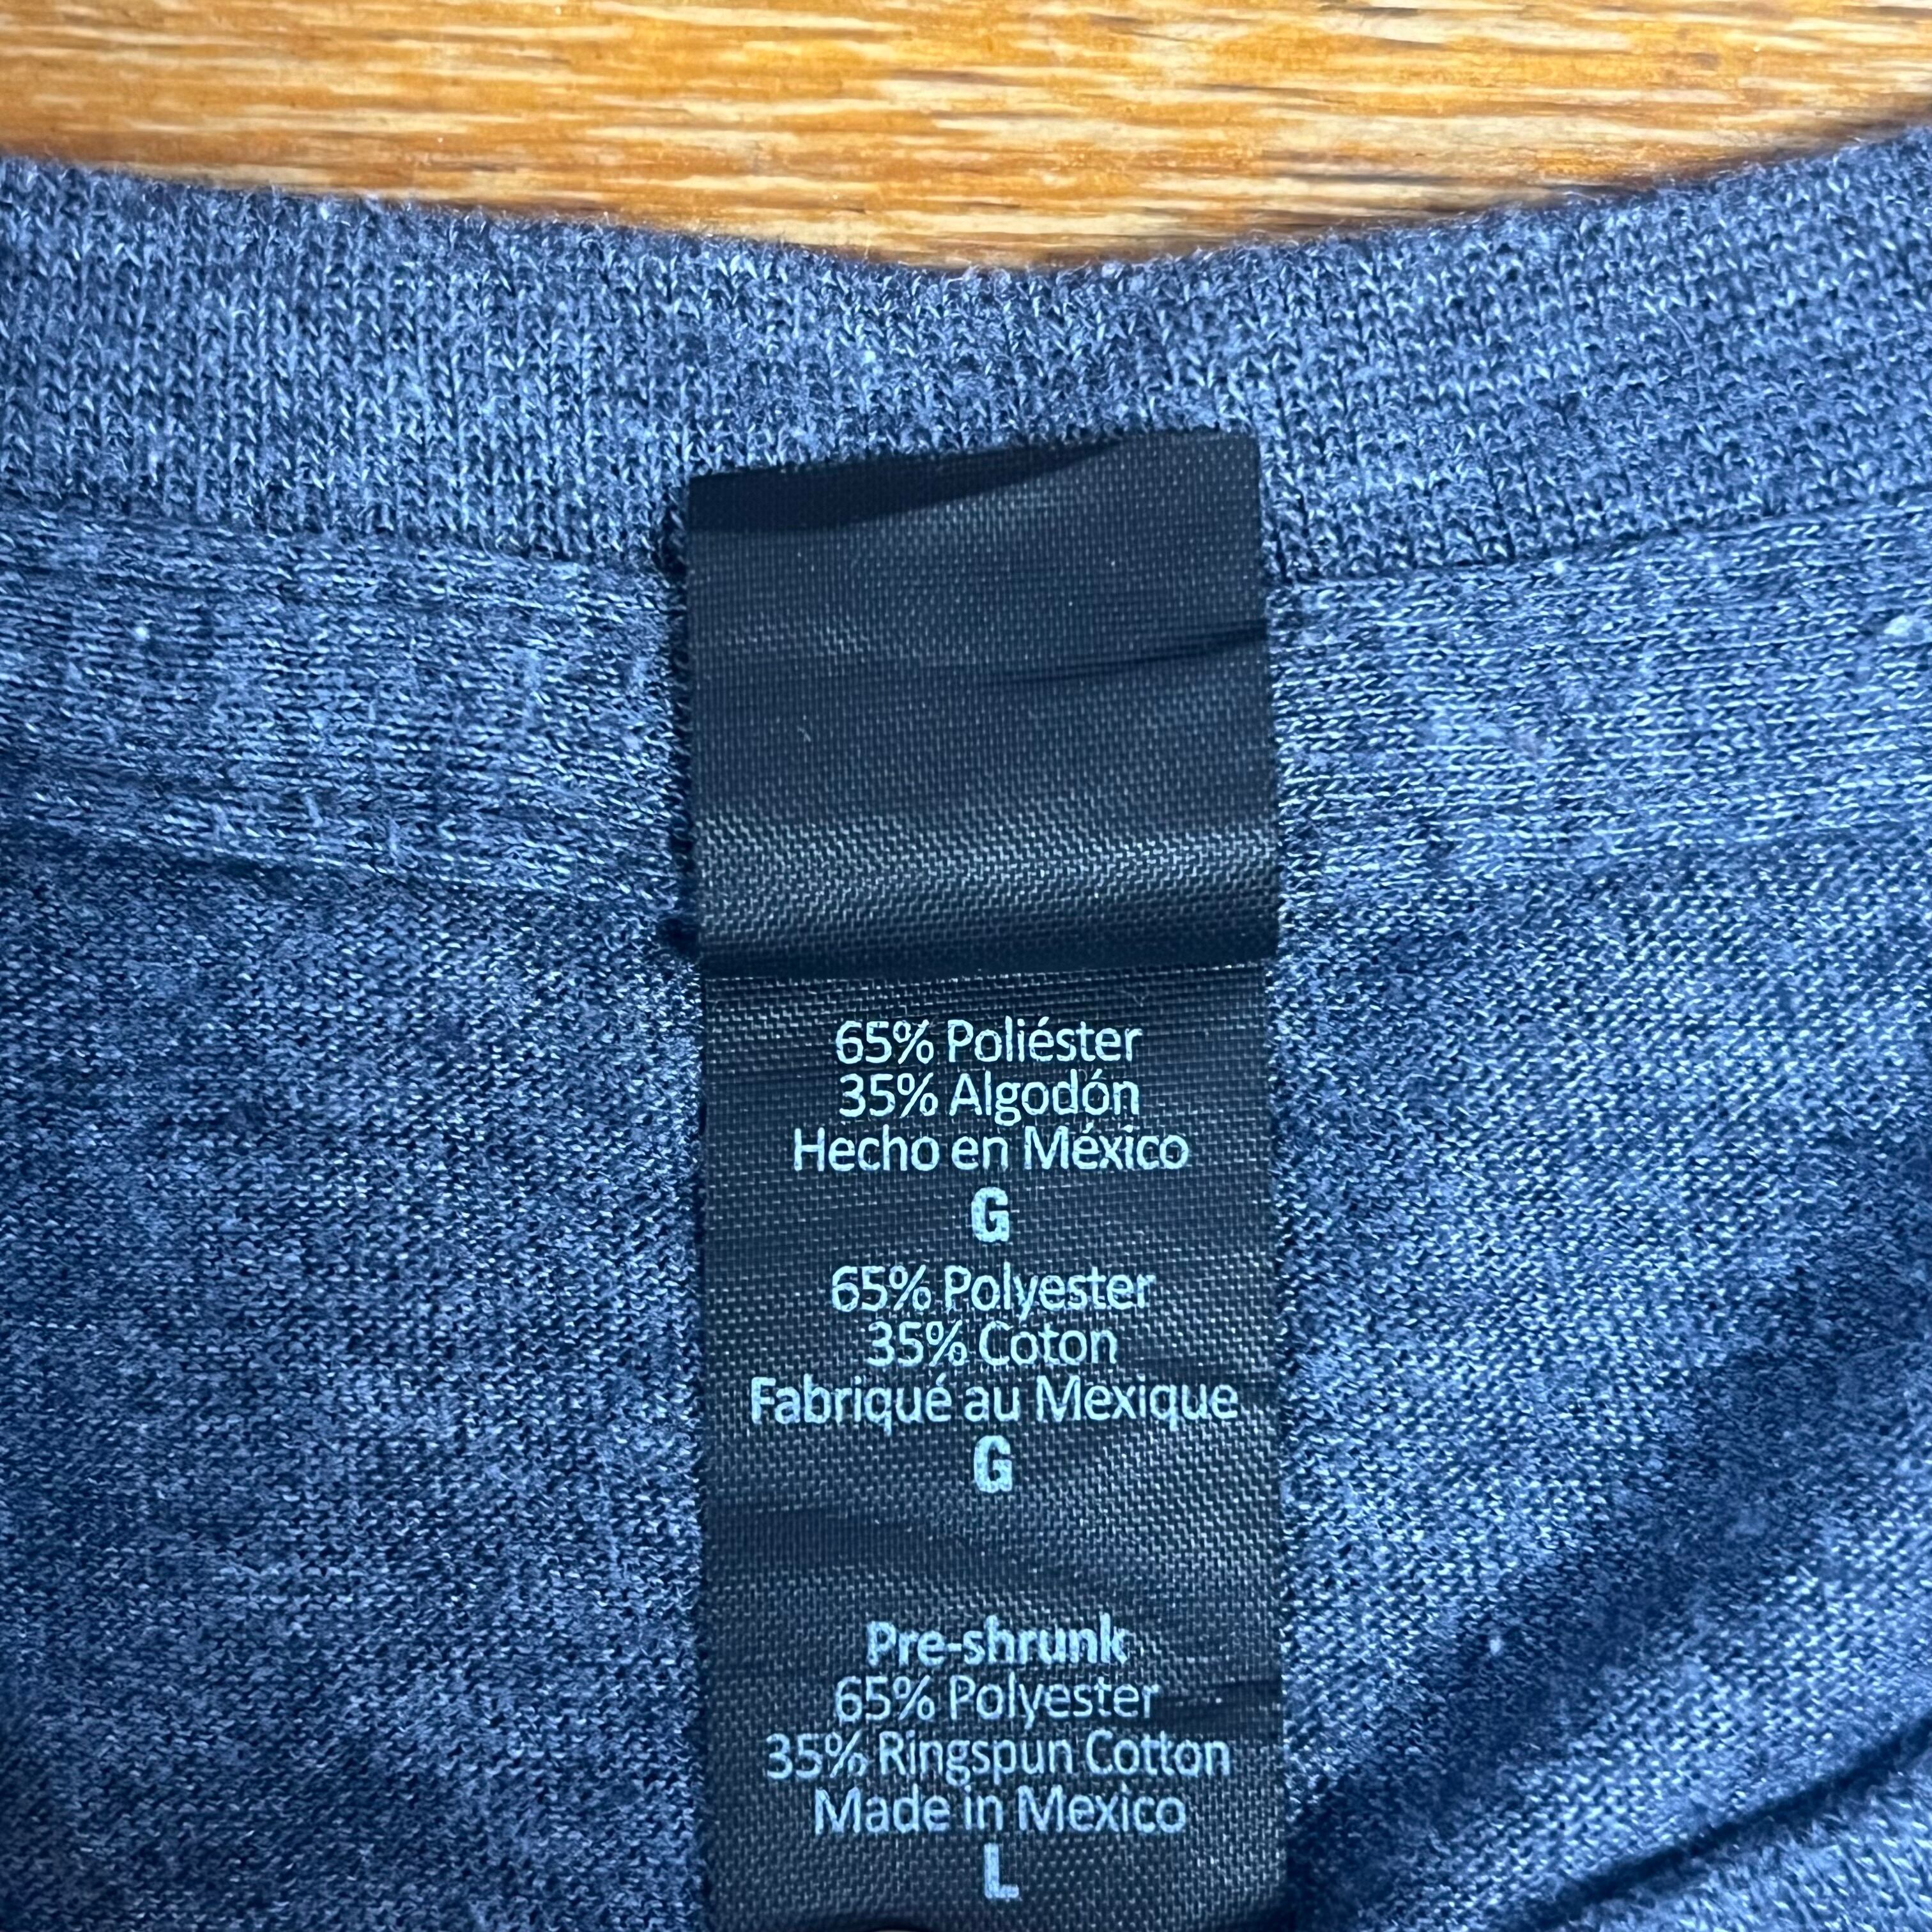 65% Poliéster
35% Algodón
Hecho en México
G
65% Polyester
35% Coton
Fabriqué au Mexique
G
Pre-shrunk
65% Polyester
35% Ringspun Cotton
Made in Mexico
L